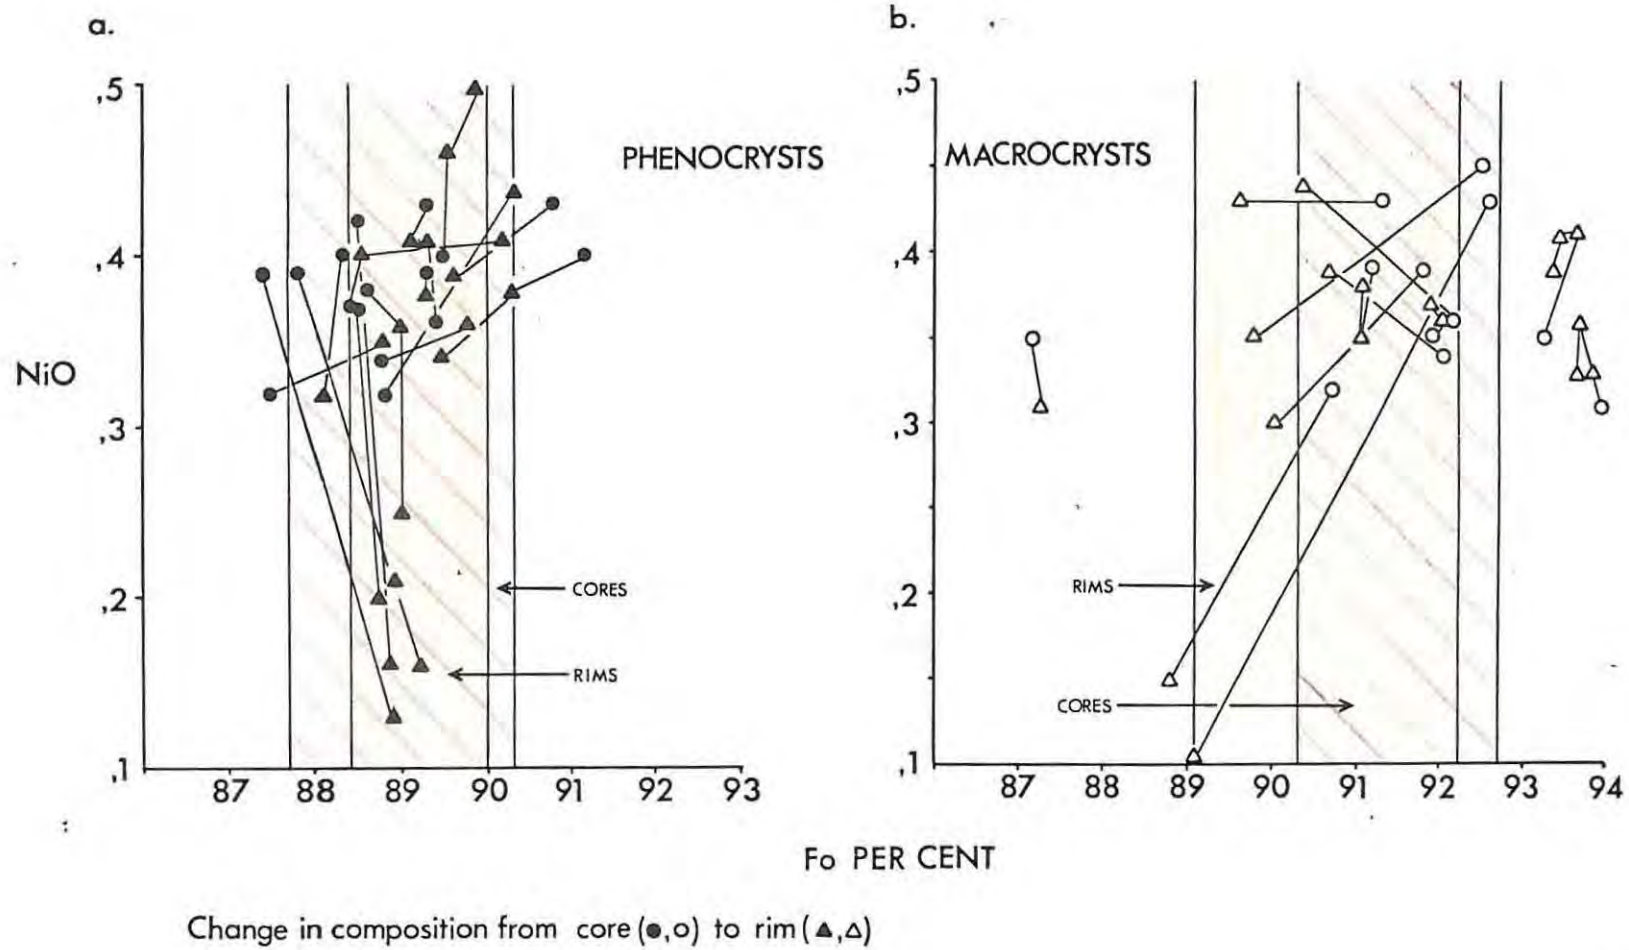 a.
b.
,5
,4
,3
,2
,1
NiO
PHENOCRYSTS
CORES
RIMS
87 88 89 90 91 92 93
,5
,4
,3
,2
,1
MACROCRYSTS
RIMS
CORES
87 88 89 90 91 92 93 94
Fo PER CENT
Change in composition from core (●,o) to rim (▲,△)